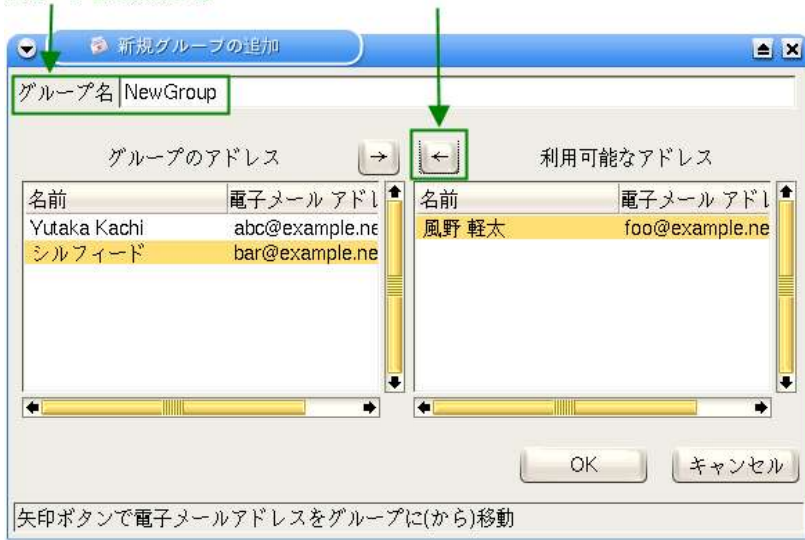 新規グループの追加
グループ名 NewGroup
グループのアドレス → ← 利用可能なアドレス
名前 電子メール アドレ 名前 電子メール アドレ
Yutaka Kachi abc@example.ne 風野 軽太 foo@example.ne
シルフィード bar@example.ne
OK キャンセル
矢印ボタンで電子メールアドレスをグループに(から)移動